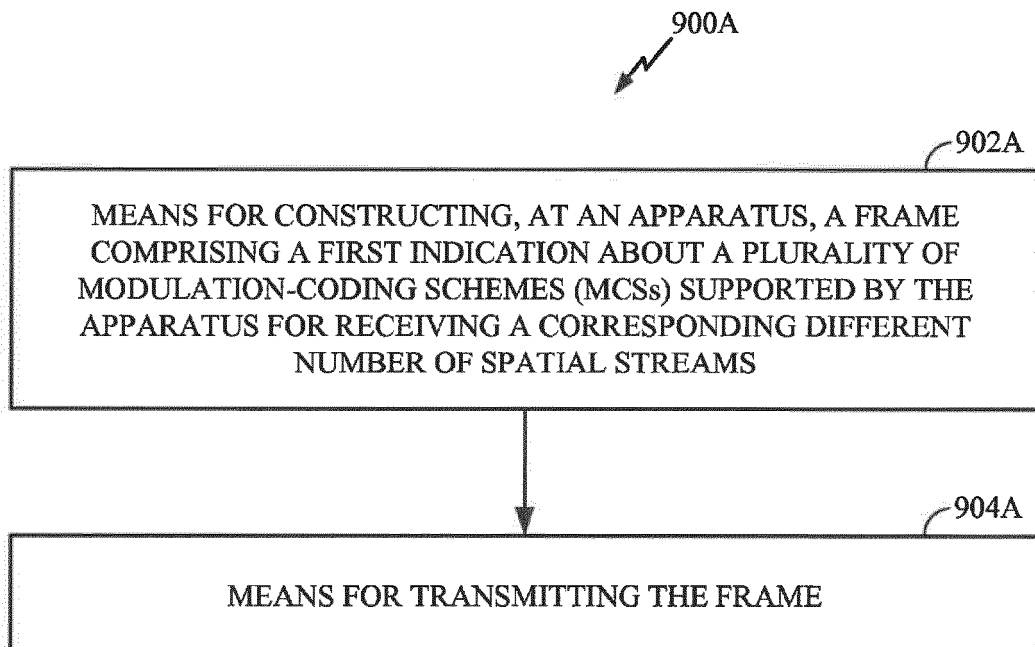 900A
902A
MEANS FOR CONSTRUCTING, AT AN APPARATUS, A FRAME
COMPRISING A FIRST INDICATION ABOUT A PLURALITY OF
MODULATION-CODING SCHEMES (MCSs) SUPPORTED BY THE
APPARATUS FOR RECEIVING A CORRESPONDING DIFFERENT
NUMBER OF SPATIAL STREAMS
904A
MEANS FOR TRANSMITTING THE FRAME